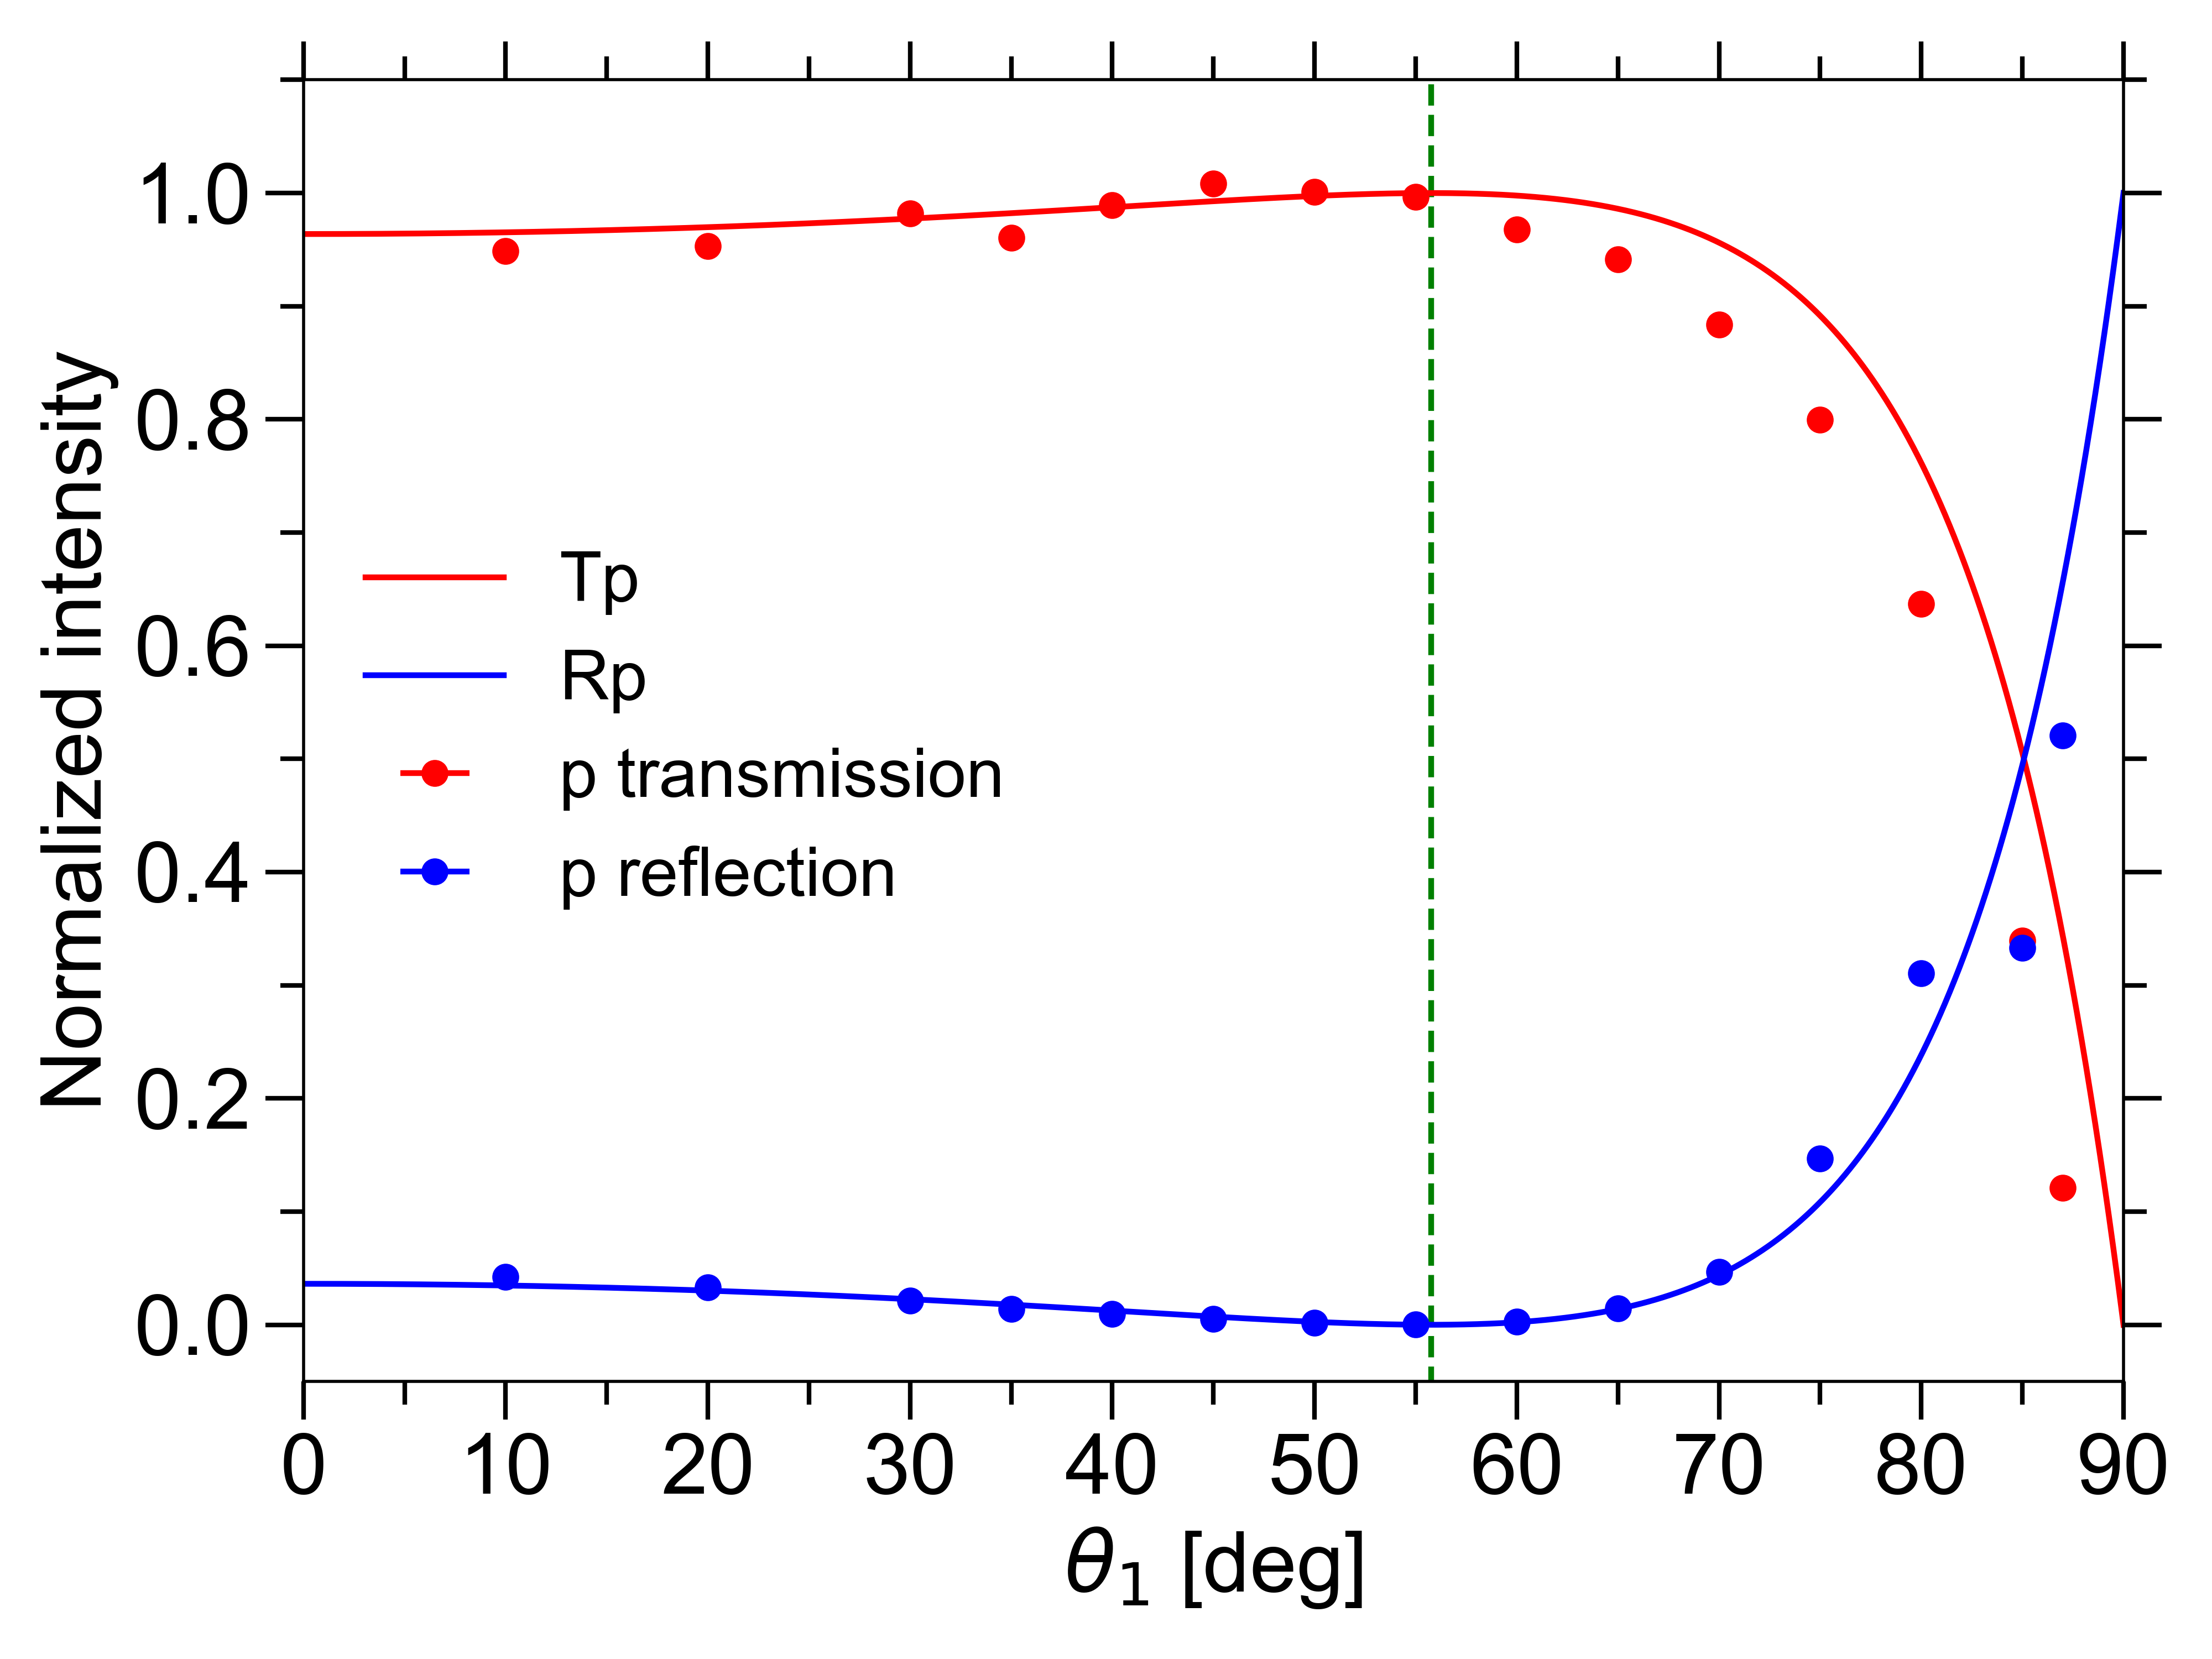 Normalized intensity
1.0
0.8
0.6
0.4
0.2
0.0
Tp
Rp
p transmission
p reflection
0 10 20 30 40 50 60 70 80 90
θ₁ [deg]